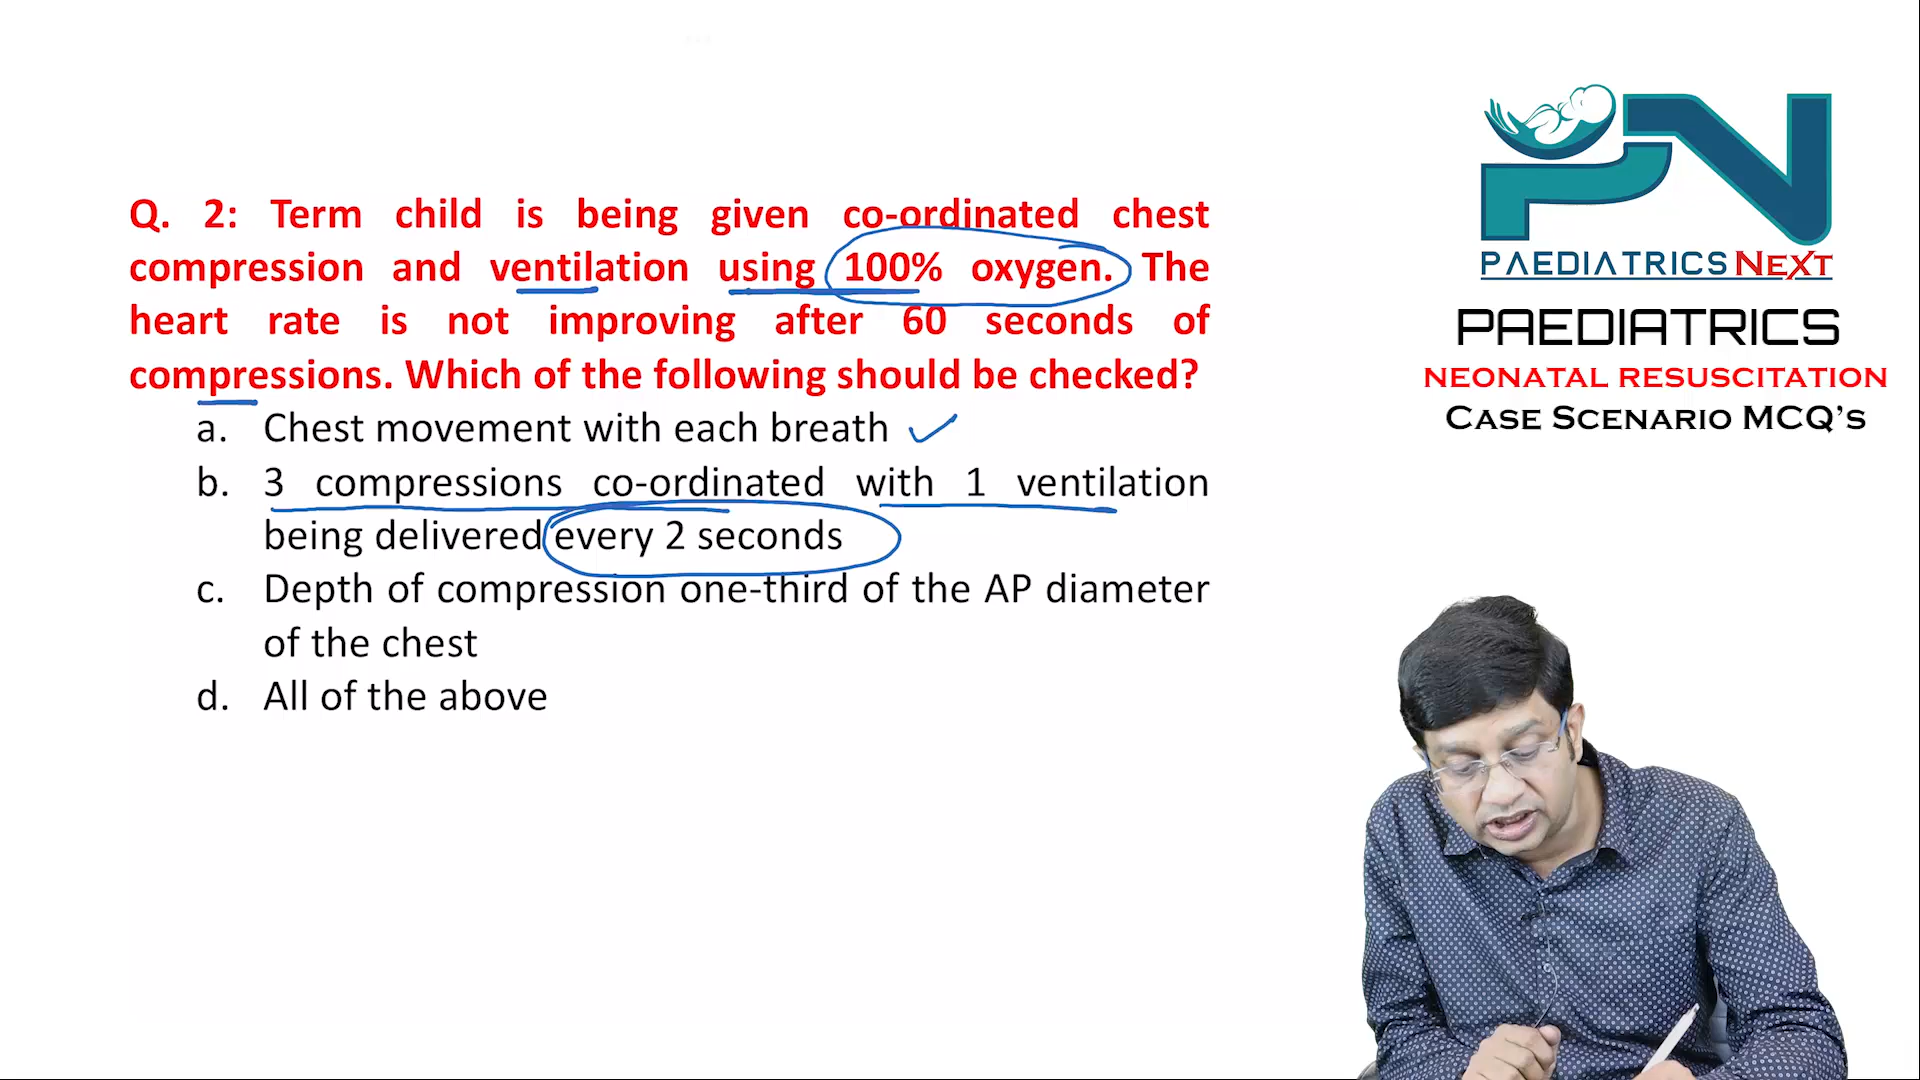 Q. 2: Term child is being given co-ordinated chest
compression and ventilation using 100% oxygen. The
heart rate is not improving after 60 seconds of
compressions. Which of the following should be checked?
a. Chest movement with each breath
b. 3 compressions co-ordinated with 1 ventilation
being delivered every 2 seconds
c. Depth of compression one-third of the AP diameter
of the chest
d. All of the above
PN
PAEDIATRICS NEXT
PAEDIATRICS
NEONATAL RESUSCITATION
CASE SCENARIO MCQ'S